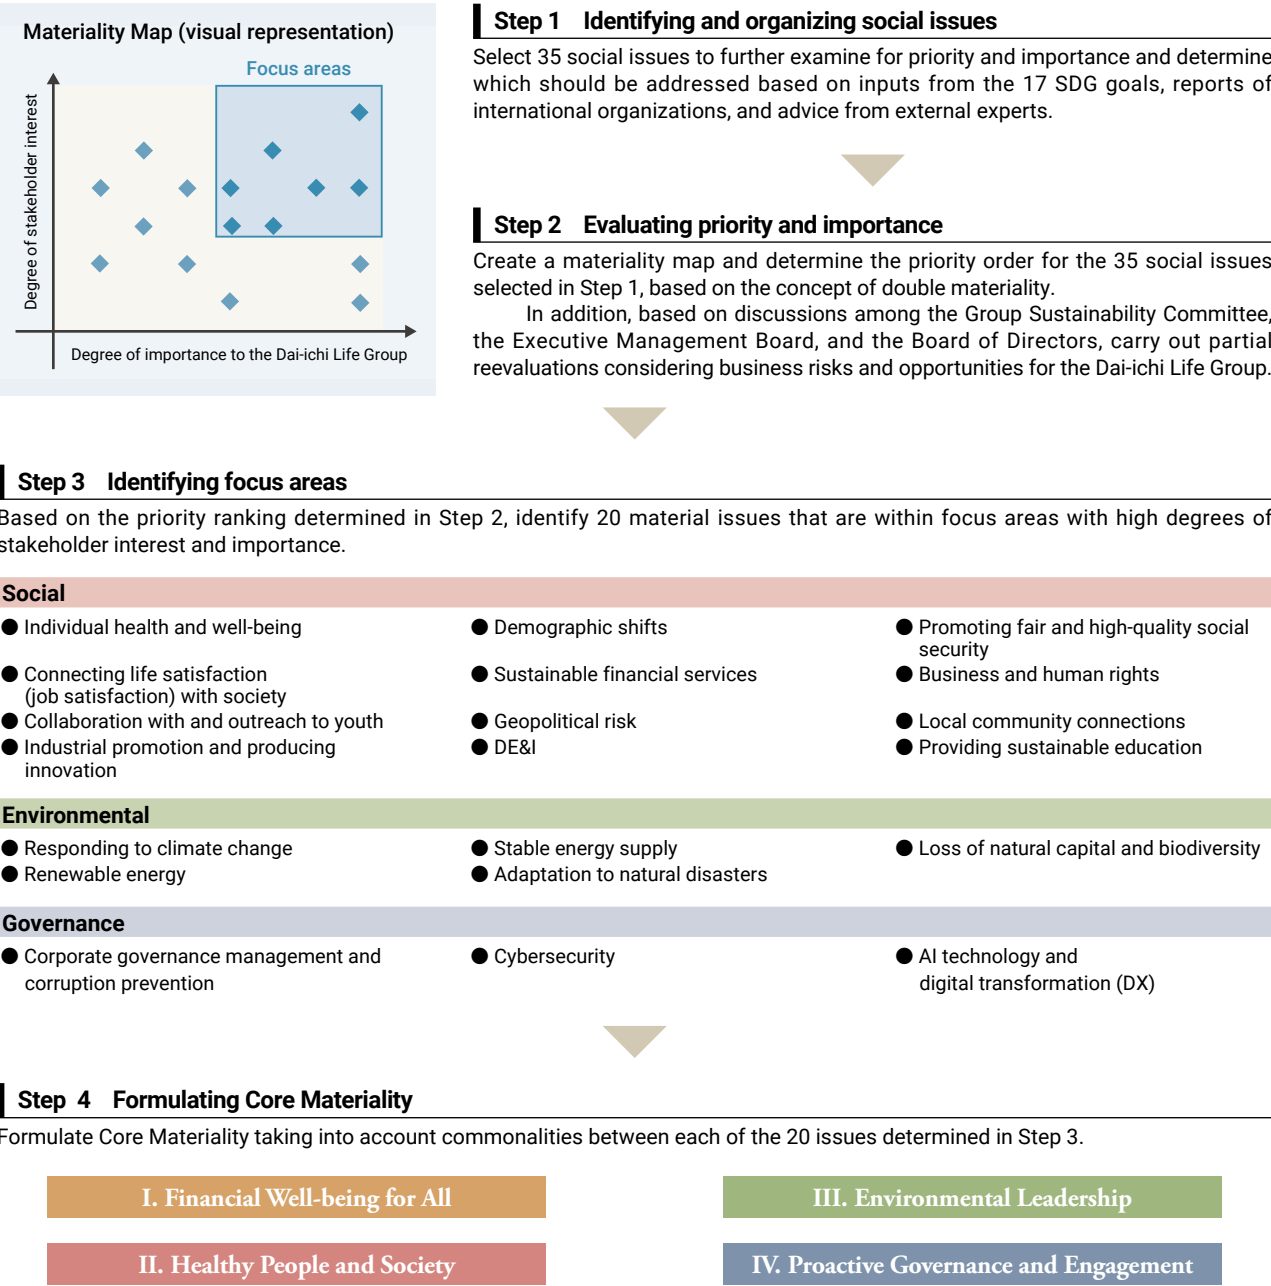 Materiality Map (visual representation)
Focus areas
Degree of stakeholder interest
Degree of importance to the Dai-ichi Life Group
Step 1 Identifying and organizing social issues
Select 35 social issues to further examine for priority and importance and determine
which should be addressed based on inputs from the 17 SDG goals, reports of
international organizations, and advice from external experts.
Step 2 Evaluating priority and importance
Create a materiality map and determine the priority order for the 35 social issues
selected in Step 1, based on the concept of double materiality.
In addition, based on discussions among the Group Sustainability Committee,
the Executive Management Board, and the Board of Directors, carry out partial
reevaluations considering business risks and opportunities for the Dai-ichi Life Group.
Step 3 Identifying focus areas
Based on the priority ranking determined in Step 2, identify 20 material issues that are within focus areas with high degrees of
stakeholder interest and importance.
Social
● Individual health and well-being
● Demographic shifts
● Promoting fair and high-quality social
security
● Connecting life satisfaction
(job satisfaction) with society
● Sustainable financial services
● Business and human rights
● Collaboration with and outreach to youth
● Geopolitical risk
● Local community connections
● Industrial promotion and producing
innovation
● DE&I
● Providing sustainable education
Environmental
● Responding to climate change
● Stable energy supply
● Loss of natural capital and biodiversity
● Renewable energy
● Adaptation to natural disasters
Governance
● Corporate governance management and
corruption prevention
● Cybersecurity
● AI technology and
digital transformation (DX)
Step 4 Formulating Core Materiality
Formulate Core Materiality taking into account commonalities between each of the 20 issues determined in Step 3.
I. Financial Well-being for All
III. Environmental Leadership
II. Healthy People and Society
IV. Proactive Governance and Engagement